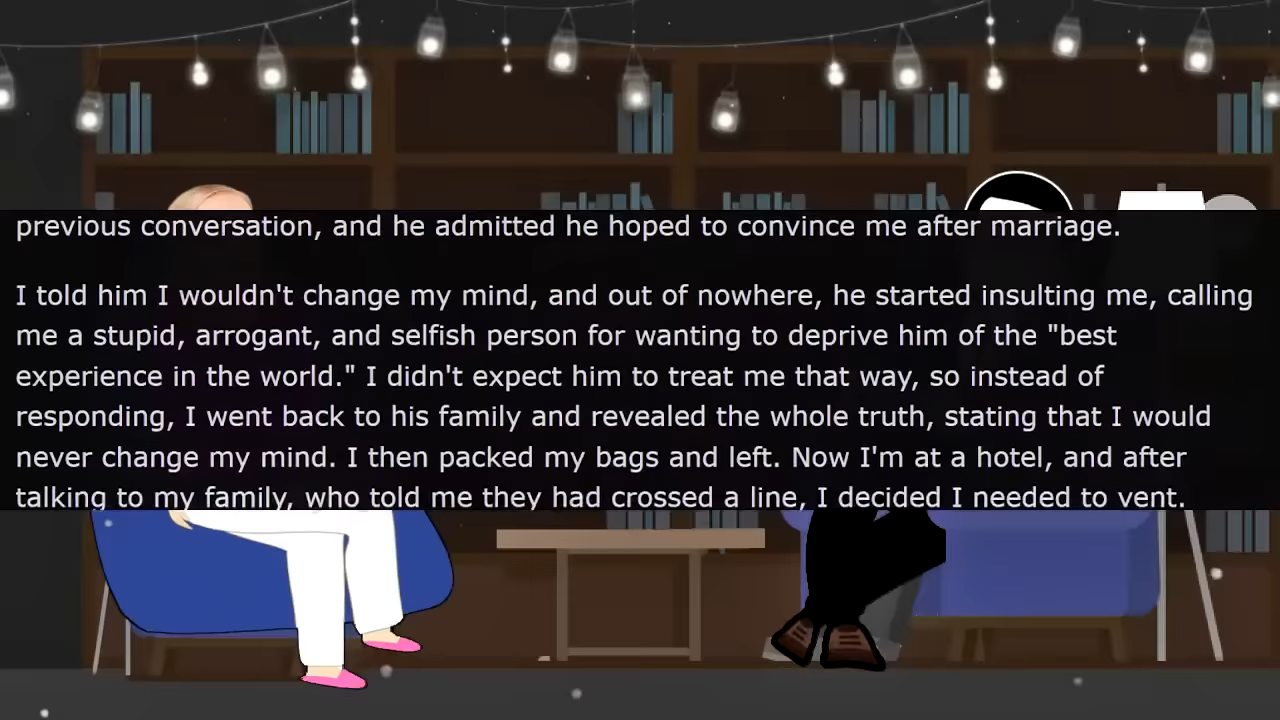 previous conversation, and he admitted he hoped to convince me after marriage.
I told him I wouldn't change my mind, and out of nowhere, he started insulting me, calling
me a stupid, arrogant, and selfish person for wanting to deprive him of the "best
experience in the world." I didn't expect him to treat me that way, so instead of
responding, I went back to his family and revealed the whole truth, stating that I would
never change my mind. I then packed my bags and left. Now I'm at a hotel, and after
talking to my family, who told me they had crossed a line, I decided I needed to vent.